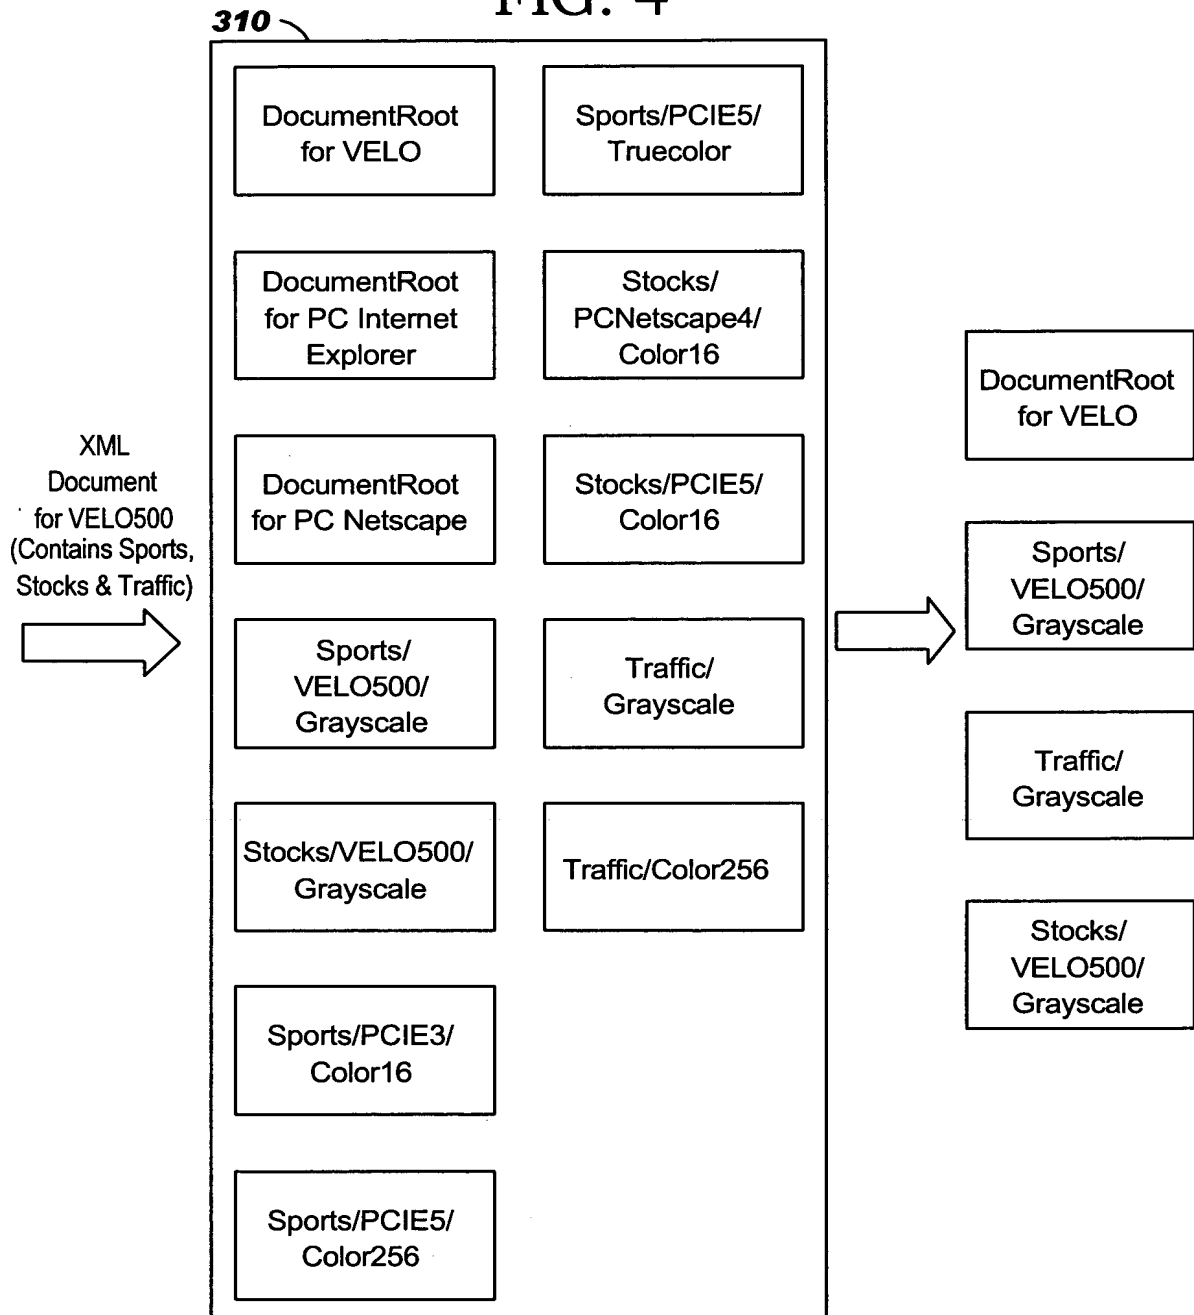 FIG. 4
310
DocumentRoot
for VELO
Sports/PCIE5/
Truecolor
DocumentRoot
for PC Internet
Explorer
Stocks/
PCNetscape4/
Color16
DocumentRoot
for PC Netscape
Stocks/PCIE5/
Color16
Sports/
VELO500/
Grayscale
Traffic/
Grayscale
Stocks/VELO500/
Grayscale
Traffic/Color256
Sports/PCIE3/
Color16
Sports/PCIE5/
Color256
XML
Document
for VELO500
(Contains Sports,
Stocks & Traffic)
DocumentRoot
for VELO
Sports/
VELO500/
Grayscale
Traffic/
Grayscale
Stocks/
VELO500/
Grayscale